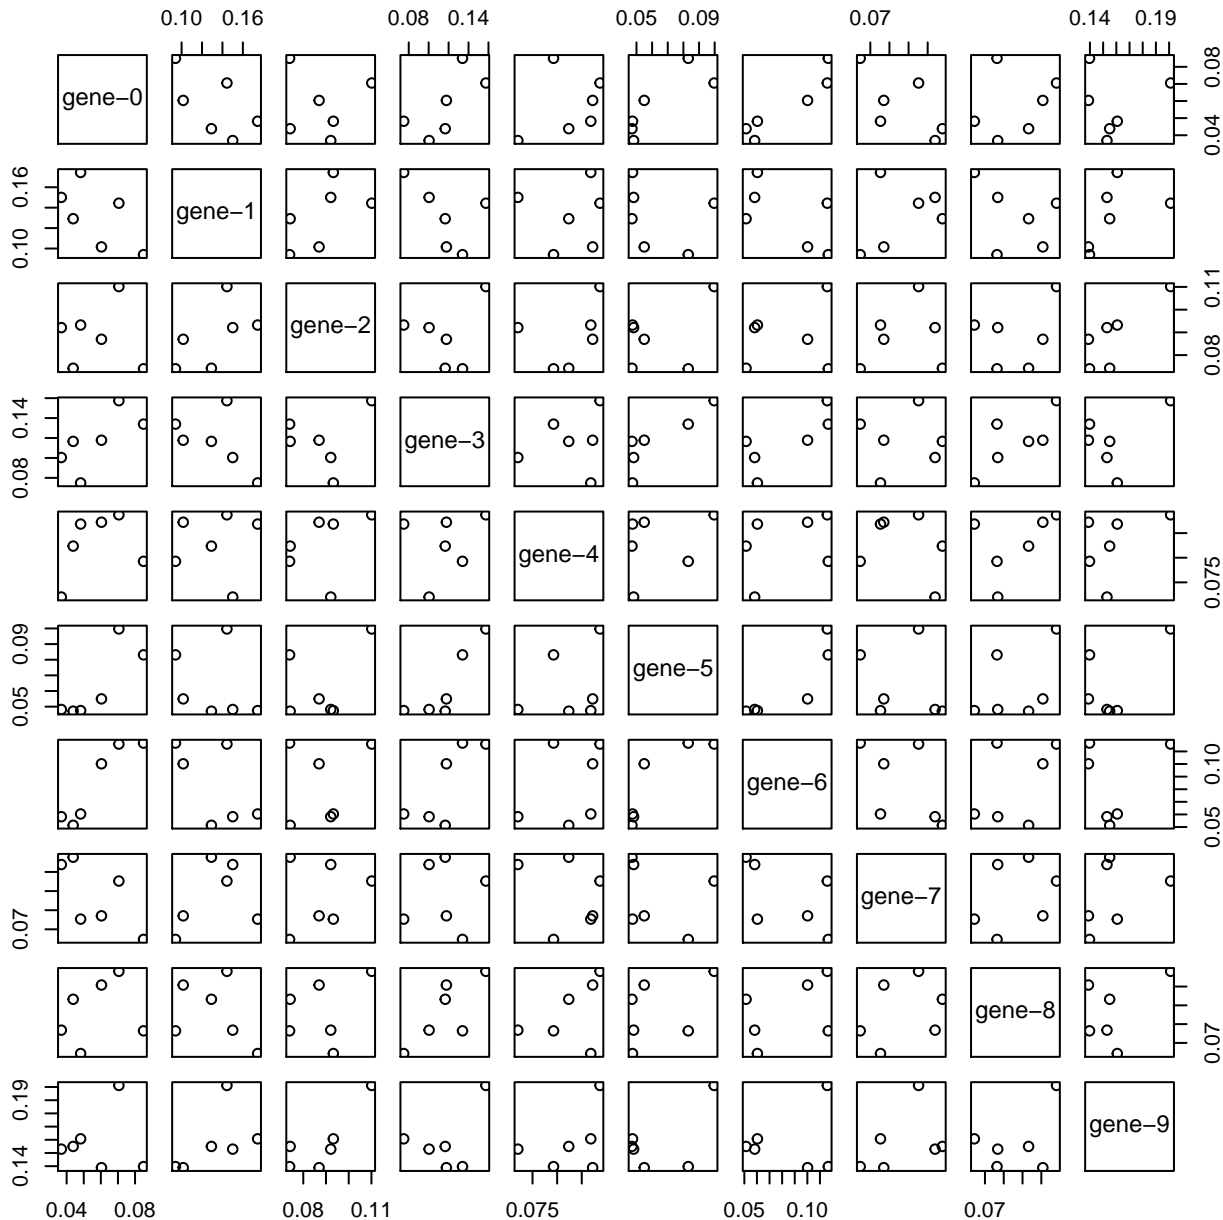 0.10 0.16 0.08 0.14 0.05 0.09 0.07 0.14 0.19
gene−0 0.04 0.08
0.10 0.16 gene−1
gene−2 0.08 0.11
0.08 0.14 gene−3
gene−4 0.075
0.05 0.09 gene−5
gene−6 0.05 0.10
0.07 gene−7
gene−8 0.07
0.14 0.19 gene−9
0.04 0.08 0.08 0.11 0.075 0.05 0.10 0.07